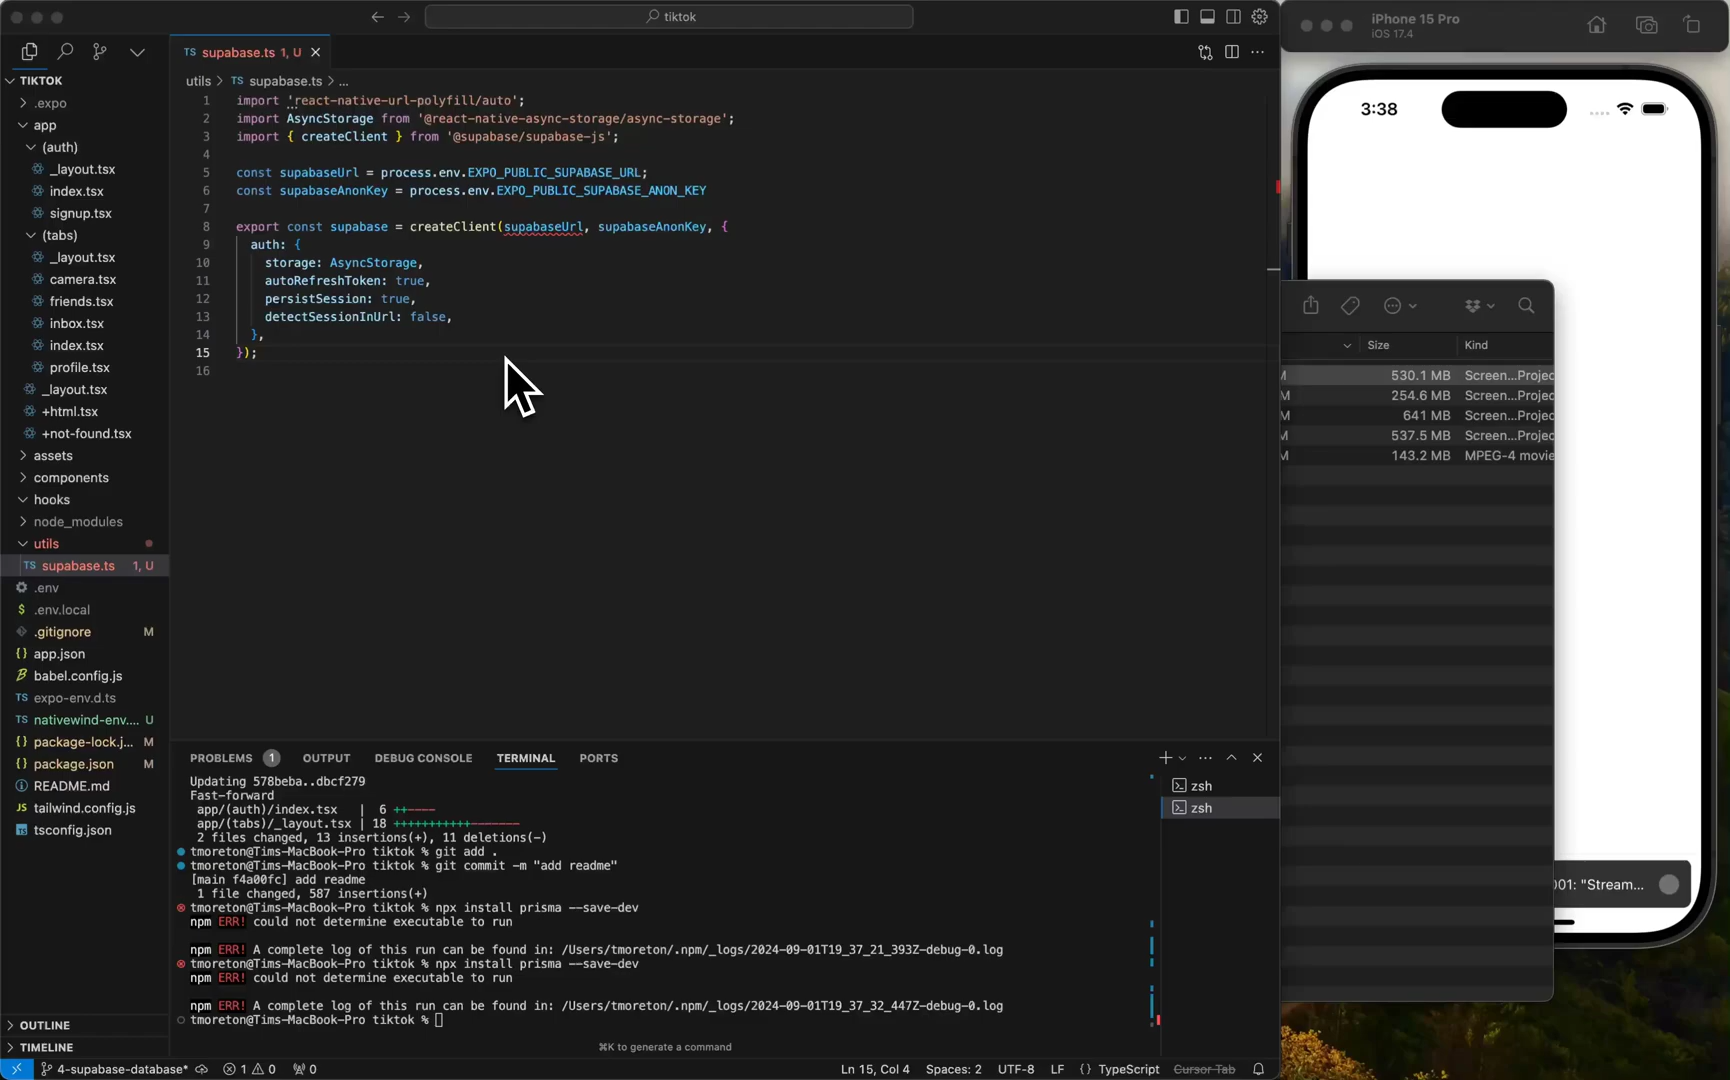 tiktok
iPhone 15 Pro
iOS 17.4
TS supabase.ts 1, U
TIKTOK
utils > TS supabase.ts > ...
.expo
app
(auth)
_layout.tsx
index.tsx
signup.tsx
(tabs)
_layout.tsx
camera.tsx
friends.tsx
inbox.tsx
index.tsx
profile.tsx
_layout.tsx
+html.tsx
+not-found.tsx
assets
components
hooks
node_modules
utils
TS supabase.ts 1, U
.env
$ .env.local
.gitignore M
{} app.json
babel.config.js
TS expo-env.d.ts
TS nativewind-env.... U
{} package-lock.j... M
{} package.json M
README.md
JS tailwind.config.js
tsconfig.json
OUTLINE
TIMELINE
1 import 'react-native-url-polyfill/auto';
2 import AsyncStorage from '@react-native-async-storage/async-storage';
3 import { createClient } from '@supabase/supabase-js';
4
5 const supabaseUrl = process.env.EXPO_PUBLIC_SUPABASE_URL;
6 const supabaseAnonKey = process.env.EXPO_PUBLIC_SUPABASE_ANON_KEY
7
8 export const supabase = createClient(supabaseUrl, supabaseAnonKey, {
9 auth: {
10 storage: AsyncStorage,
11 autoRefreshToken: true,
12 persistSession: true,
13 detectSessionInUrl: false,
14 },
15 });
16
PROBLEMS 1 OUTPUT DEBUG CONSOLE TERMINAL PORTS
Updating 578beba..dbcf279
Fast-forward
app/(auth)/index.tsx | 6 ++----
app/(tabs)/_layout.tsx | 18 +++++++++++-------
2 files changed, 13 insertions(+), 11 deletions(-)
tmoreton@Tims-MacBook-Pro tiktok % git add .
tmoreton@Tims-MacBook-Pro tiktok % git commit -m "add readme"
[main f4a00fc] add readme
1 file changed, 587 insertions(+)
tmoreton@Tims-MacBook-Pro tiktok % npx install prisma --save-dev
npm ERR! could not determine executable to run
npm ERR! A complete log of this run can be found in: /Users/tmoreton/.npm/_logs/2024-09-01T19_37_21_393Z-debug-0.log
tmoreton@Tims-MacBook-Pro tiktok % npx install prisma --save-dev
npm ERR! could not determine executable to run
npm ERR! A complete log of this run can be found in: /Users/tmoreton/.npm/_logs/2024-09-01T19_37_32_447Z-debug-0.log
tmoreton@Tims-MacBook-Pro tiktok %
⌘K to generate a command
zsh
zsh
4-supabase-database* 1 0 0
Ln 15, Col 4 Spaces: 2 UTF-8 LF {} TypeScript Cursor Tab
3:38
Size Kind
M 530.1 MB Screen...Projec
M 254.6 MB Screen...Projec
M 641 MB Screen...Projec
M 537.5 MB Screen...Projec
M 143.2 MB MPEG-4 movie
001: "Stream...